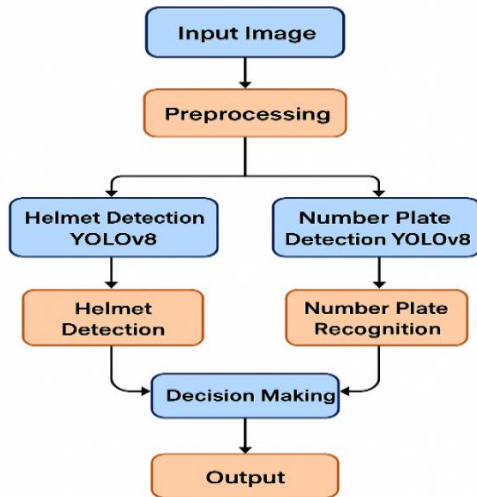 Input Image
Preprocessing
Helmet Detection
YOLOv8
Number Plate
Detection YOLOv8
Helmet
Detection
Number Plate
Recognition
Decision Making
Output